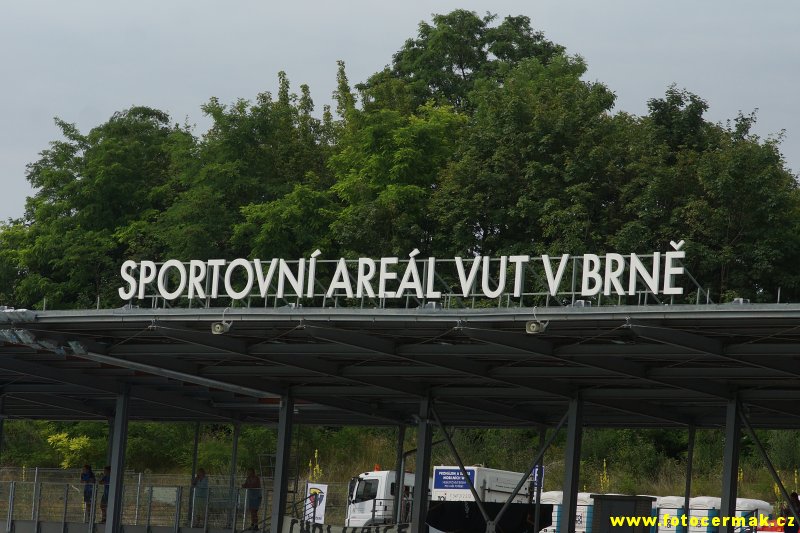 SPORTOVNÍ AREÁL VUT V BRNĚ
www.fotocermak.cz